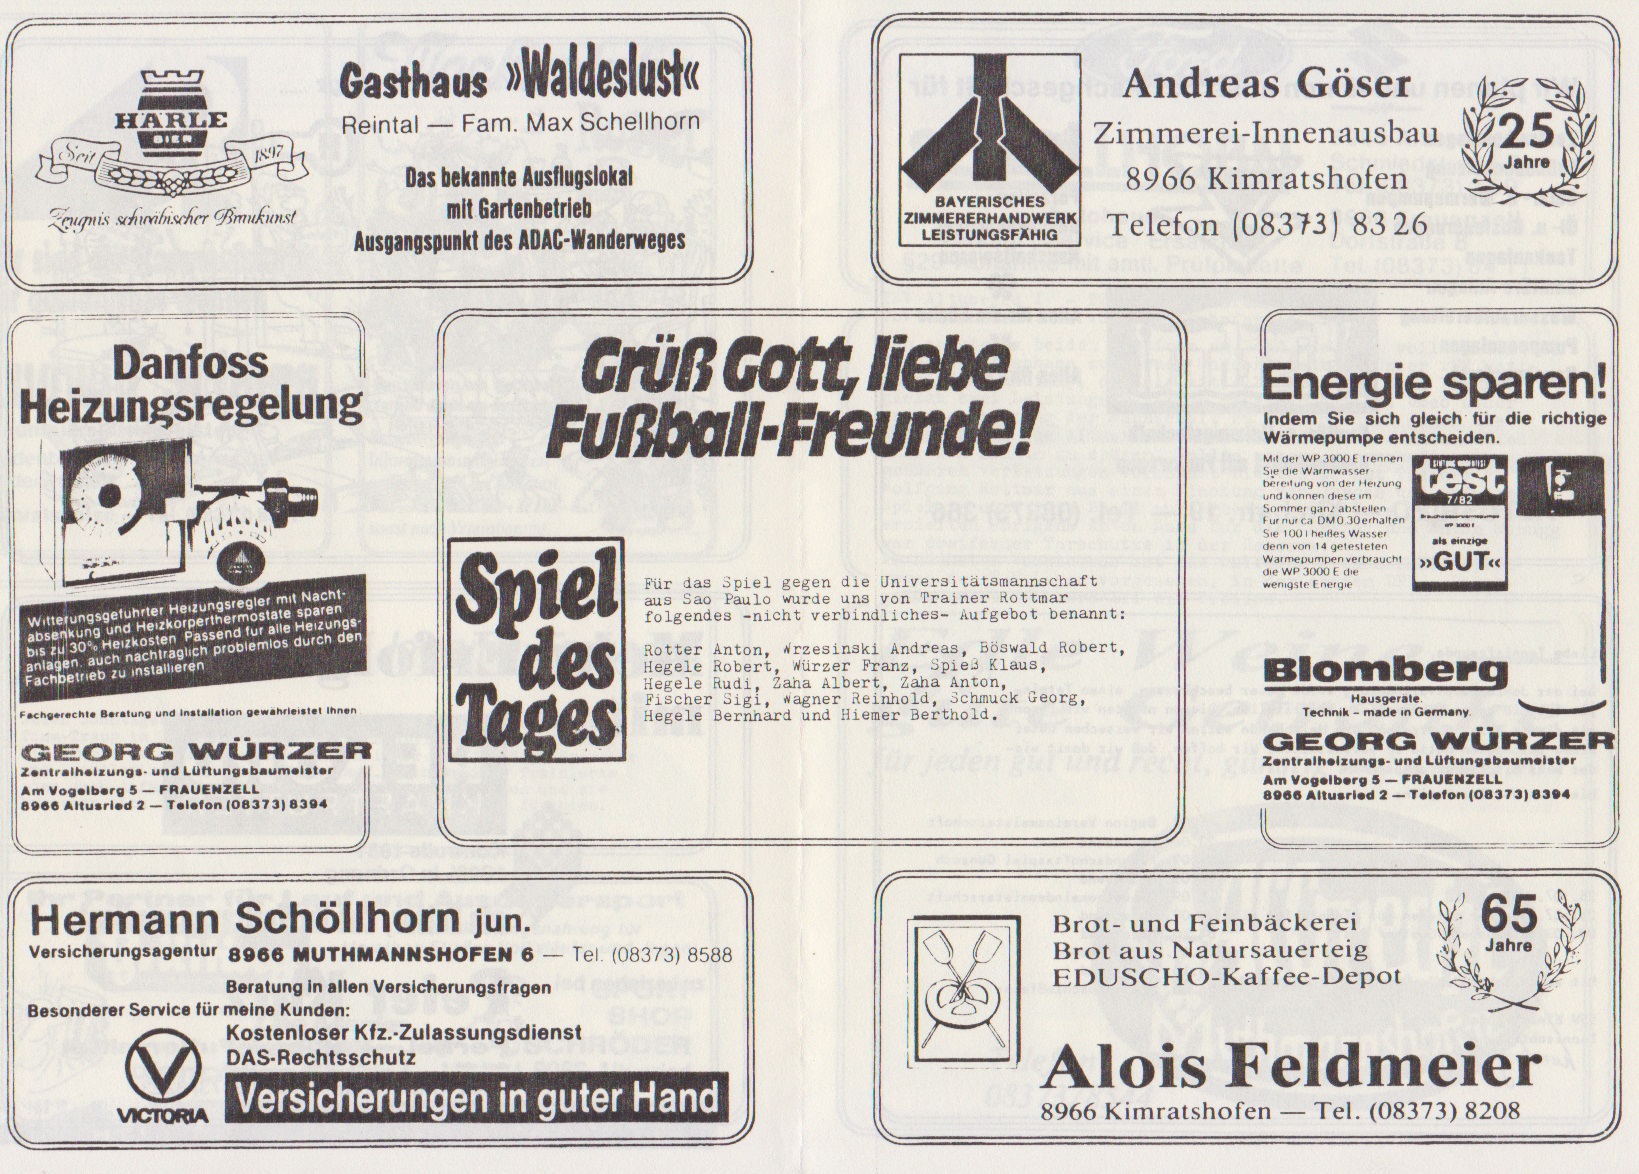 HÄRLE
BIER
Seit 1897
Zeugnis schwäbischer Braukunst
Gasthaus »Waldeslust«
Reintal — Fam. Max Schellhorn
Das bekannte Ausflugslokal
mit Gartenbetrieb
Ausgangspunkt des ADAC-Wanderweges
BAYERISCHES
ZIMMERERHANDWERK
LEISTUNGSFÄHIG
Andreas Göser
Zimmerei-Innenausbau
8966 Kimratshofen
Telefon (08373) 8326
25
Jahre
Danfoss
Heizungsregelung
Witterungsgeführter Heizungsregler mit Nacht-
absenkung und Heizkörperthermostate sparen
bis zu 30% Heizkosten. Passend für alle Heizungs-
anlagen, auch nachträglich problemlos durch den
Fachbetrieb zu installieren
Fachgerechte Beratung und Installation gewährleistet Ihnen
GEORG WÜRZER
Zentralheizungs- und Lüftungsbaumeister
Am Vogelberg 5 — FRAUENZELL
8966 Altusried 2 — Telefon (08373) 8394
Grüß Gott, liebe
Fußball-Freunde!
Spiel
des
Tages
Für das Spiel gegen die Universitätsmannschaft
aus Sao Paulo wurde uns von Trainer Rottmar
folgendes -nicht verbindliches- Aufgebot benannt:
Rotter Anton, Wrzesinski Andreas, Böswald Robert,
Hegele Robert, Würzer Franz, Spieß Klaus,
Hegele Rudi, Zaha Albert, Zaha Anton,
Fischer Sigi, Wagner Reinhold, Schmuck Georg,
Hegele Bernhard und Hiemer Berthold.
Energie sparen!
Indem Sie sich gleich für die richtige
Wärmepumpe entscheiden.
Mit der WP 3000 E trennen
Sie die Warmwasser
bereitung von der Heizung
und können diese im
Sommer ganz abstellen
Für nur ca DM 0.30 erhalten
Sie 100 l heißes Wasser
denn von 14 getesteten
Wärmepumpen verbraucht
die WP 3000 E die
wenigste Energie
test
7/82
WP 3000 E
als einzige
»GUT«
Blomberg
Hausgeräte.
Technik – made in Germany.
GEORG WÜRZER
Zentralheizungs- und Lüftungsbaumeister
Am Vogelberg 5 — FRAUENZELL
8966 Altusried 2 — Telefon (08373) 8394
Hermann Schöllhorn jun.
Versicherungsagentur 8966 MUTHMANNSHOFEN 6 — Tel. (08373) 8588
Beratung in allen Versicherungsfragen
Besonderer Service für meine Kunden:
Kostenloser Kfz.-Zulassungsdienst
DAS-Rechtsschutz
VICTORIA
Versicherungen in guter Hand
Brot- und Feinbäckerei
Brot aus Natursauerteig
EDUSCHO-Kaffee-Depot
65
Jahre
Alois Feldmeier
8966 Kimratshofen — Tel. (08373) 8208